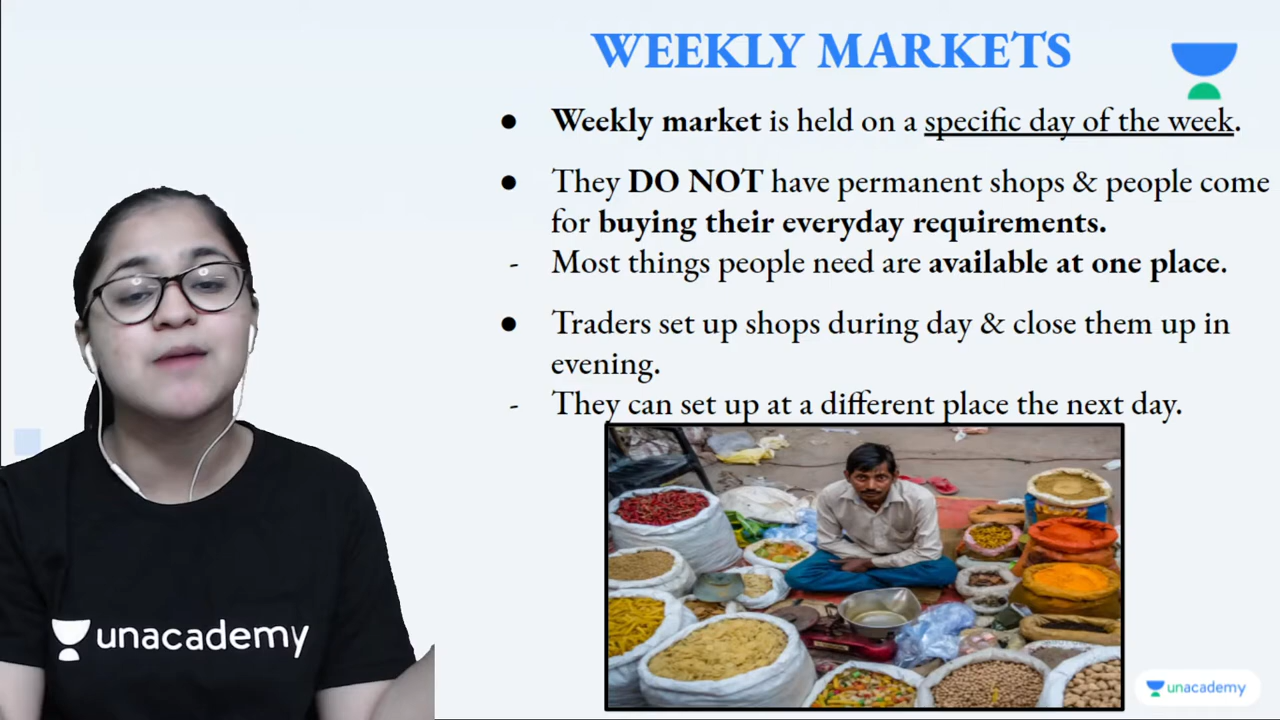 WEEKLY MARKETS
● Weekly market is held on a specific day of the week.
● They DO NOT have permanent shops & people come
for buying their everyday requirements.
- Most things people need are available at one place.
● Traders set up shops during day & close them up in
evening.
- They can set up at a different place the next day.
unacademy
unacademy